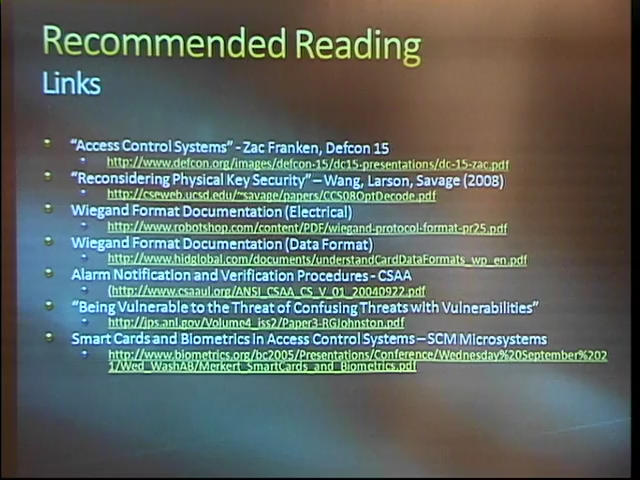 Recommended Reading
Links
"Access Control Systems" - Zac Franken, Defcon 15
http://www.defcon.org/images/defcon-15/dc15-presentations/dc-15-zac.pdf
"Reconsidering Physical Key Security" – Wang, Larson, Savage (2008)
http://cseweb.ucsd.edu/~savage/papers/CCS08OptDecode.pdf
Wiegand Format Documentation (Electrical)
http://www.robotshop.com/content/PDF/wiegand-protocol-format-pr25.pdf
Wiegand Format Documentation (Data Format)
http://www.hidglobal.com/documents/understandCardDataFormats_wp_en.pdf
Alarm Notification and Verification Procedures - CSAA
(http://www.csaaul.org/ANSI_CSAA_CS_V_01_20040922.pdf
"Being Vulnerable to the Threat of Confusing Threats with Vulnerabilities"
http://jps.anl.gov/Volume4_iss2/Paper3-RGJohnston.pdf
Smart Cards and Biometrics in Access Control Systems – SCM Microsystems
http://www.biometrics.org/bc2005/Presentations/Conference/Wednesday%20September%202
1/Wed_WashAB/Merkert_SmartCards_and_Biometrics.pdf